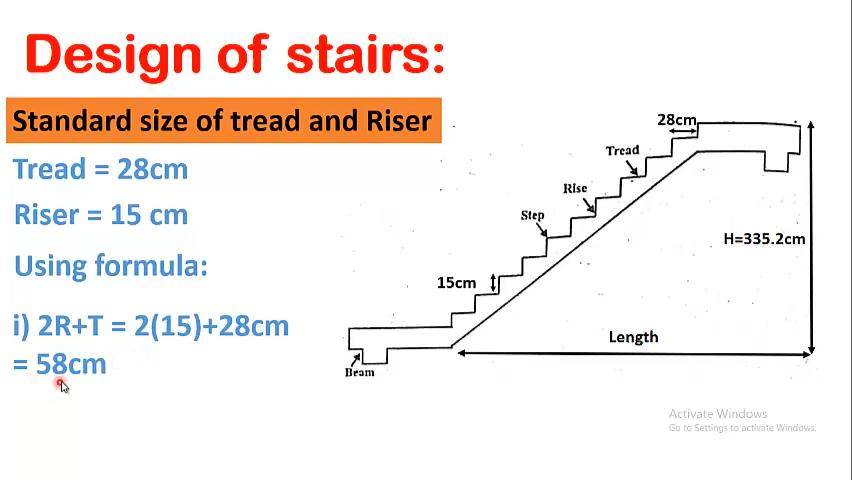 Design of stairs:
Standard size of tread and Riser
Tread = 28cm
Riser = 15 cm
Using formula:
i) 2R+T = 2(15)+28cm
= 58cm
28cm
Tread
Rise
Step
H=335.2cm
15cm
Length
Beam
Activate Windows
Go to Settings to activate Windows.